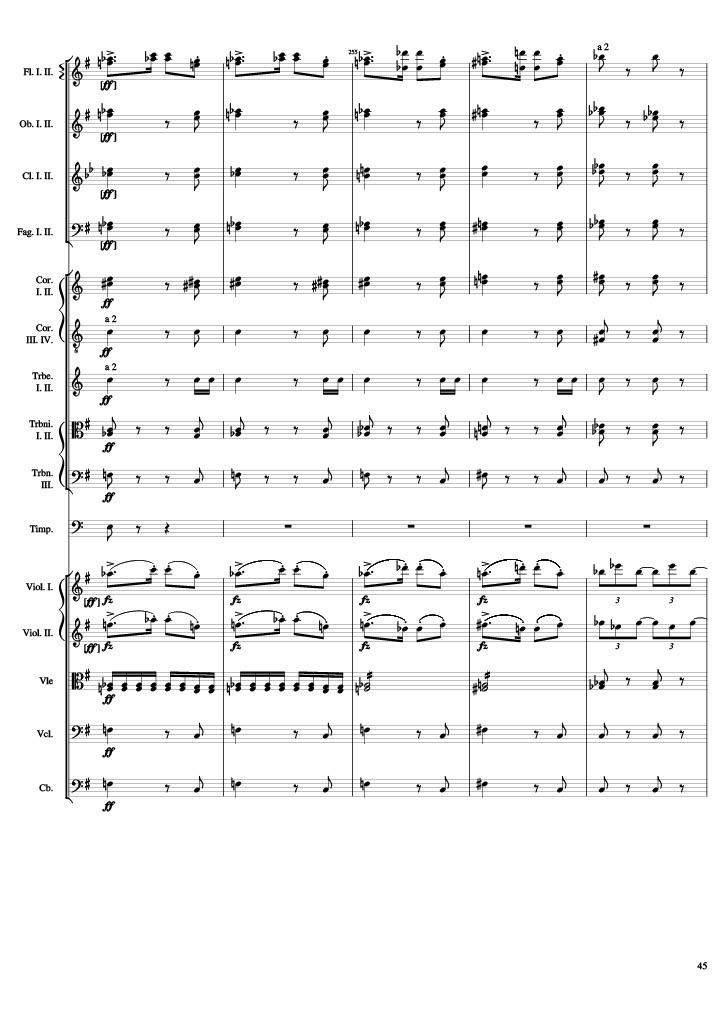 255
a 2
Fl. I. II.
[ff]
Ob. I. II.
[ff]
Cl. I. II.
[ff]
Fag. I. II.
[ff]
Cor.
I. II.
ff
a 2
Cor.
III. IV.
ff
a 2
Trbe.
I. II.
ff
Trbni.
I. II.
ff
Trbn.
III.
ff
Timp.
Viol. I.
[ff] fz fz fz fz 3 3
Viol. II.
[ff] fz fz fz fz 3 3
Vle
ff
Vcl.
ff
Cb.
ff
45